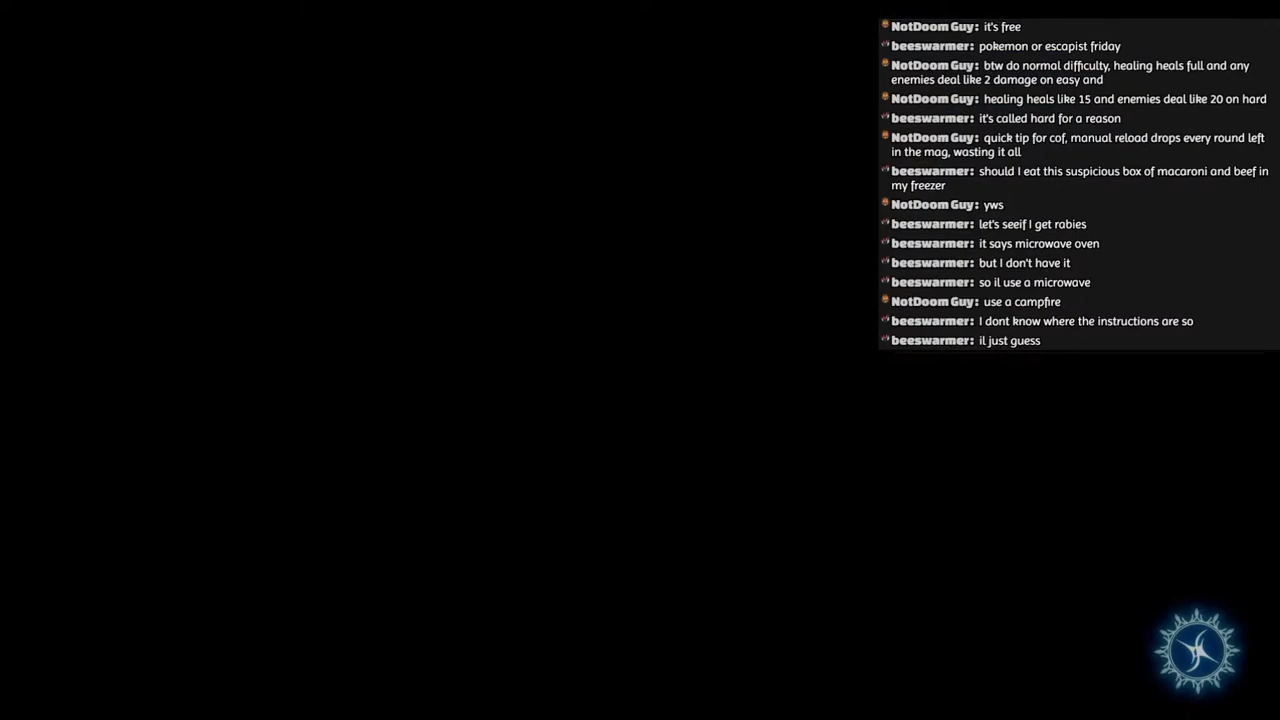 NotDoom Guy: it's free
beeswarmer: pokemon or escapist friday
NotDoom Guy: btw do normal difficulty, healing heals full and any
enemies deal like 2 damage on easy and
NotDoom Guy: healing heals like 15 and enemies deal like 20 on hard
beeswarmer: it's called hard for a reason
NotDoom Guy: quick tip for cof, manual reload drops every round left
in the mag, wasting it all
beeswarmer: should I eat this suspicious box of macaroni and beef in
my freezer
NotDoom Guy: yws
beeswarmer: let's seeif I get rabies
beeswarmer: it says microwave oven
beeswarmer: but I don't have it
beeswarmer: so il use a microwave
NotDoom Guy: use a campfire
beeswarmer: I dont know where the instructions are so
beeswarmer: il just guess